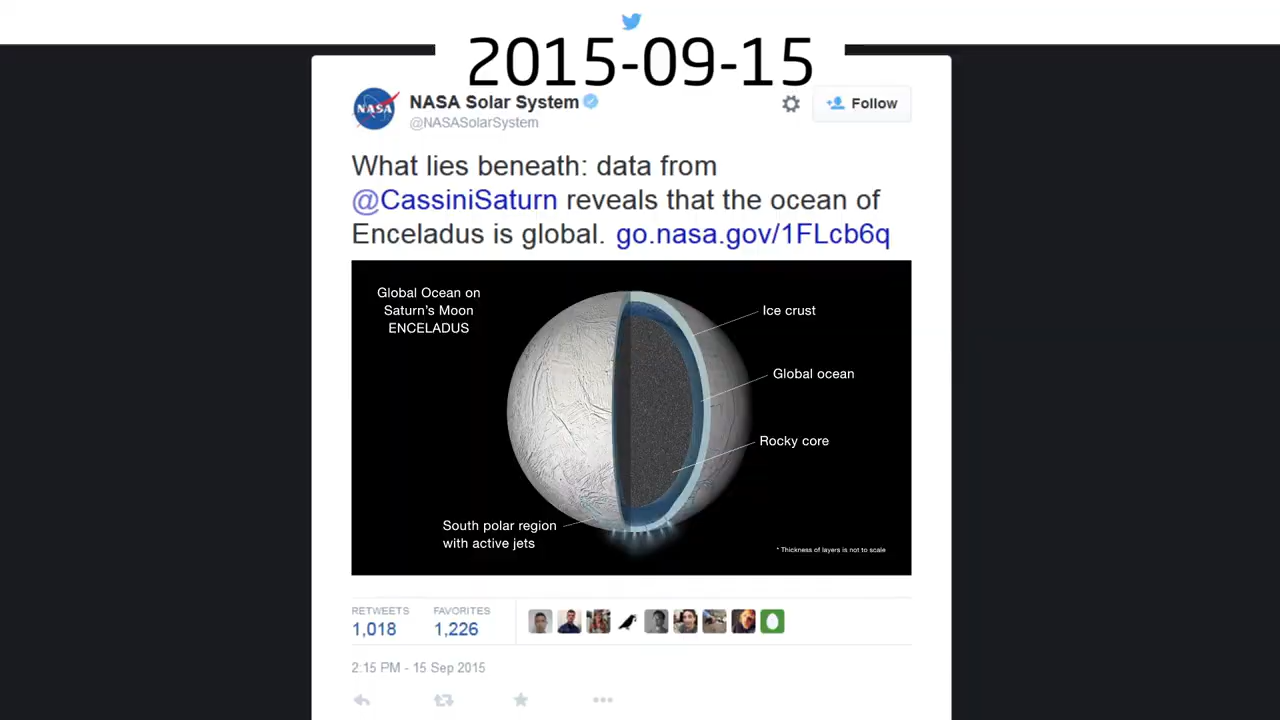 2015-09-15
NASA
NASA Solar System
@NASASolarSystem
Follow
What lies beneath: data from
@CassiniSaturn reveals that the ocean of
Enceladus is global. go.nasa.gov/1FLcb6q
Global Ocean on
Saturn's Moon
ENCELADUS
Ice crust
Global ocean
Rocky core
South polar region
with active jets
* Thickness of layers is not to scale
RETWEETS
FAVORITES
1,018
1,226
2:15 PM - 15 Sep 2015